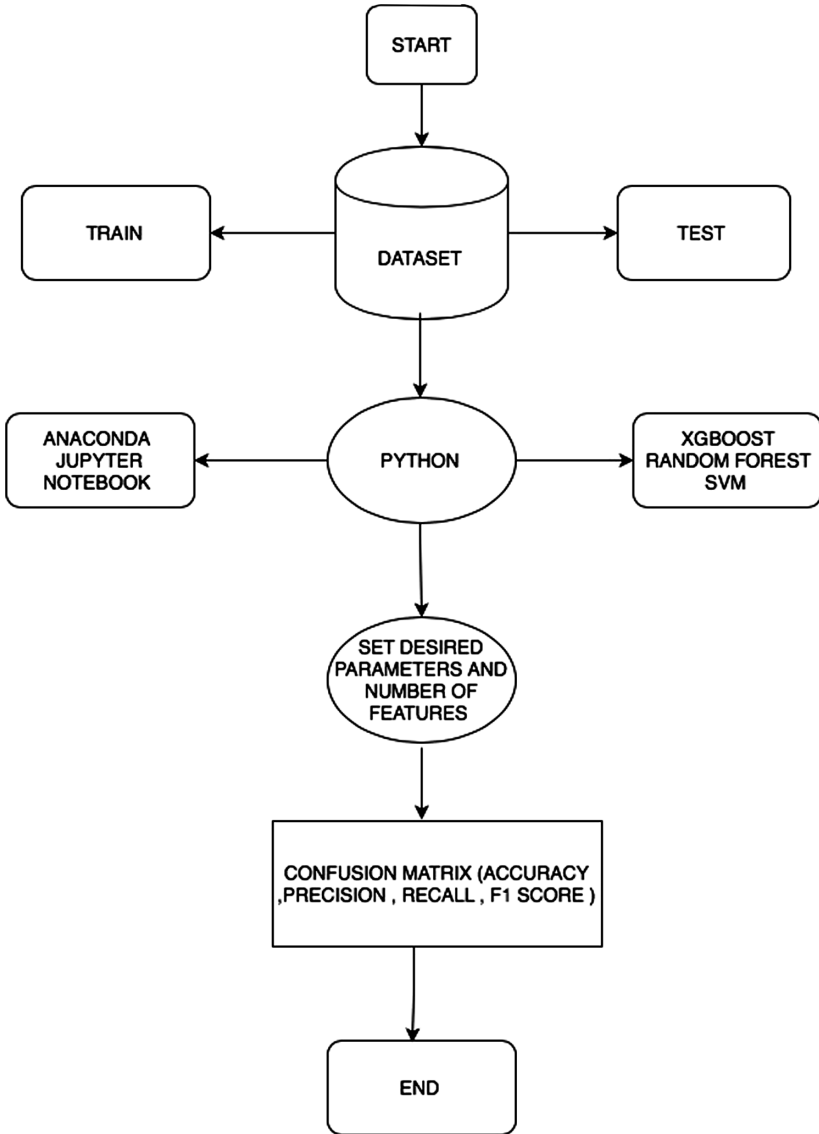 START
TRAIN
DATASET
TEST
ANACONDA
JUPYTER
NOTEBOOK
PYTHON
XGBOOST
RANDOM FOREST
SVM
SET DESIRED
PARAMETERS AND
NUMBER OF
FEATURES
CONFUSION MATRIX (ACCURACY
,PRECISION , RECALL , F1 SCORE )
END